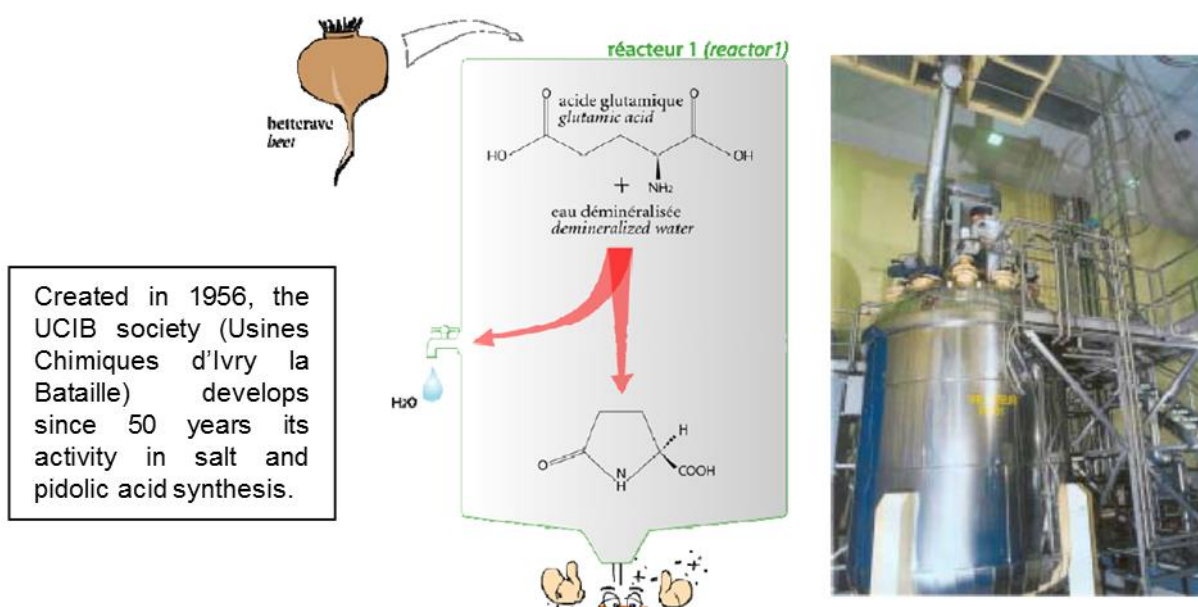 réacteur 1 (reactor1)
betterave
beet
acide glutamique
glutamic acid
O
O
HO
OH
NH₂
+
eau déminéralisée
demineralized water
H₂O
H
O
N
H
COOH
Created in 1956, the
UCIB society (Usines
Chimiques d'Ivry la
Bataille) develops
since 50 years its
activity in salt and
pidolic acid synthesis.